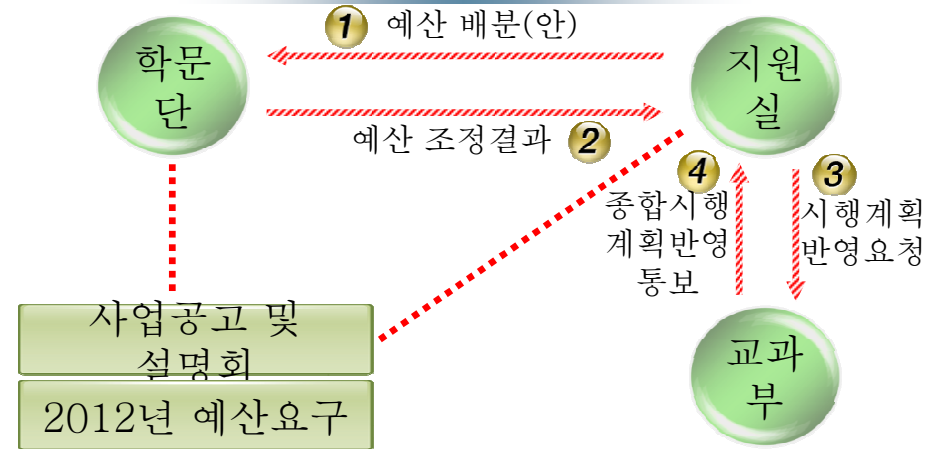 1 예산 배분(안)
학문
단
지원
실
예산 조정결과 2
4
종합시행
계획반영
통보
3
시행계획
반영요청
사업공고 및
설명회
2012년 예산요구
교과
부